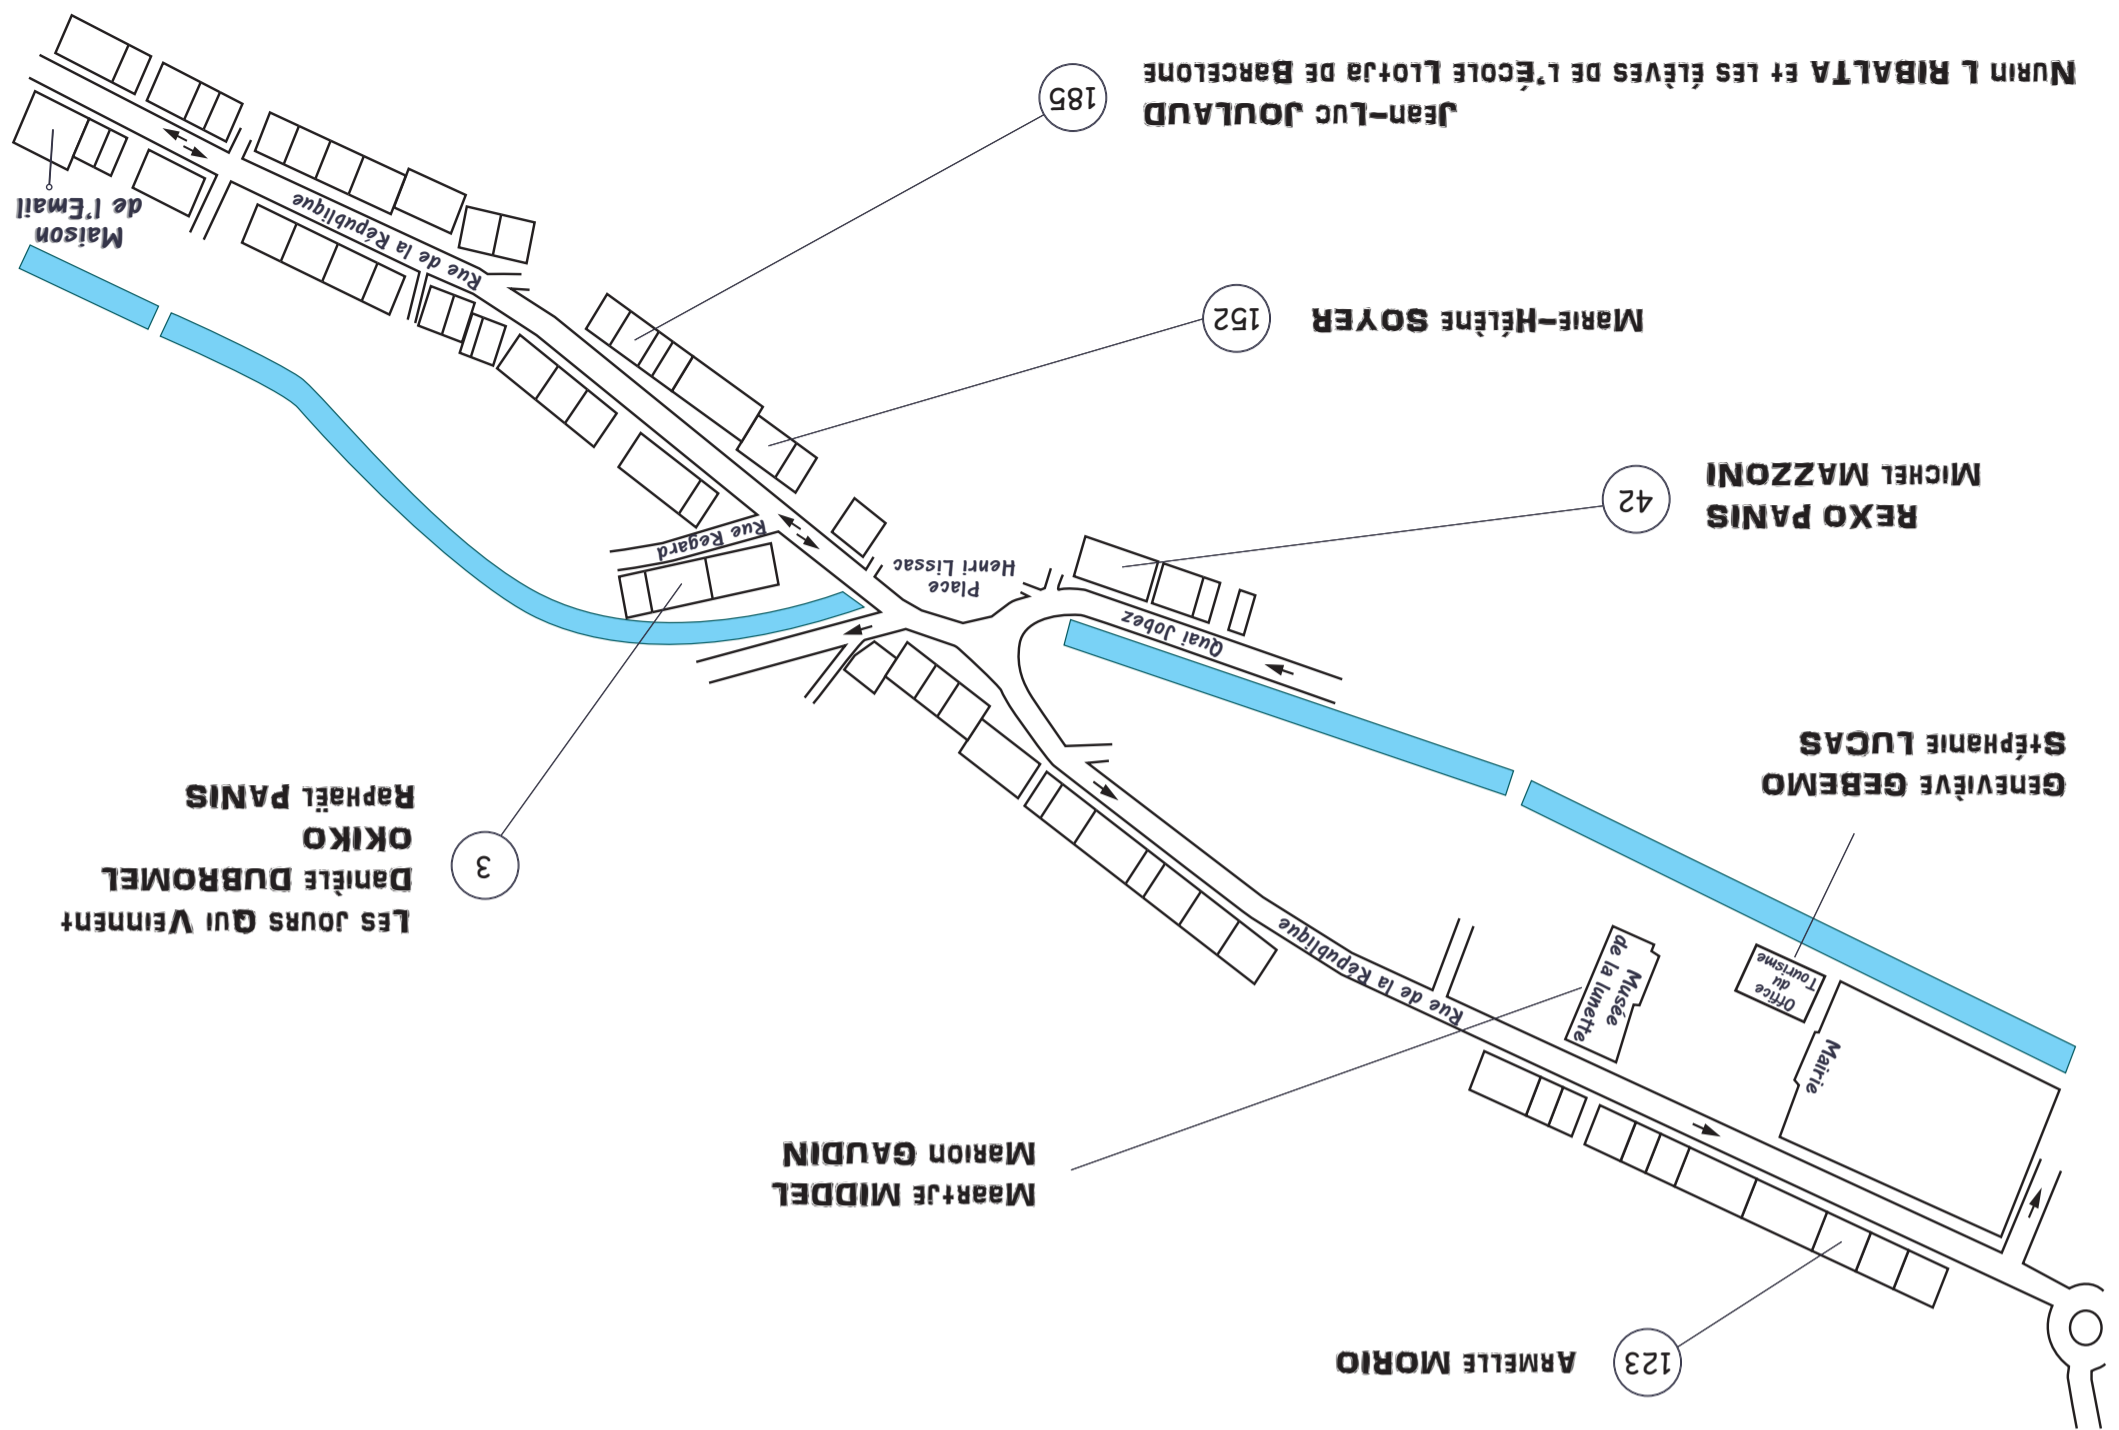 123
Armelle MORIO
Maartje MIDDEL
Marion GAUDIN
Mairie
Office
du
Tourisme
Musée
de la lunette
Rue de la République
Les jours Qui Veinnent
Danièle DUBROMEL
OKIKO
Raphaël PANIS
3
Geneviève GEBEMO
Stéphanie LUCAS
Quai Jobez
Place
Henri Lissac
Rue Regard
REXO PANIS
Michel MAZZONI
42
Marie-Hélène SOYER
152
Rue de la République
Maison
de l'Email
Jean-Luc JOULAUD
Nurin L RIBALTA et les élèves de l'École Llotja de Barcelone
185